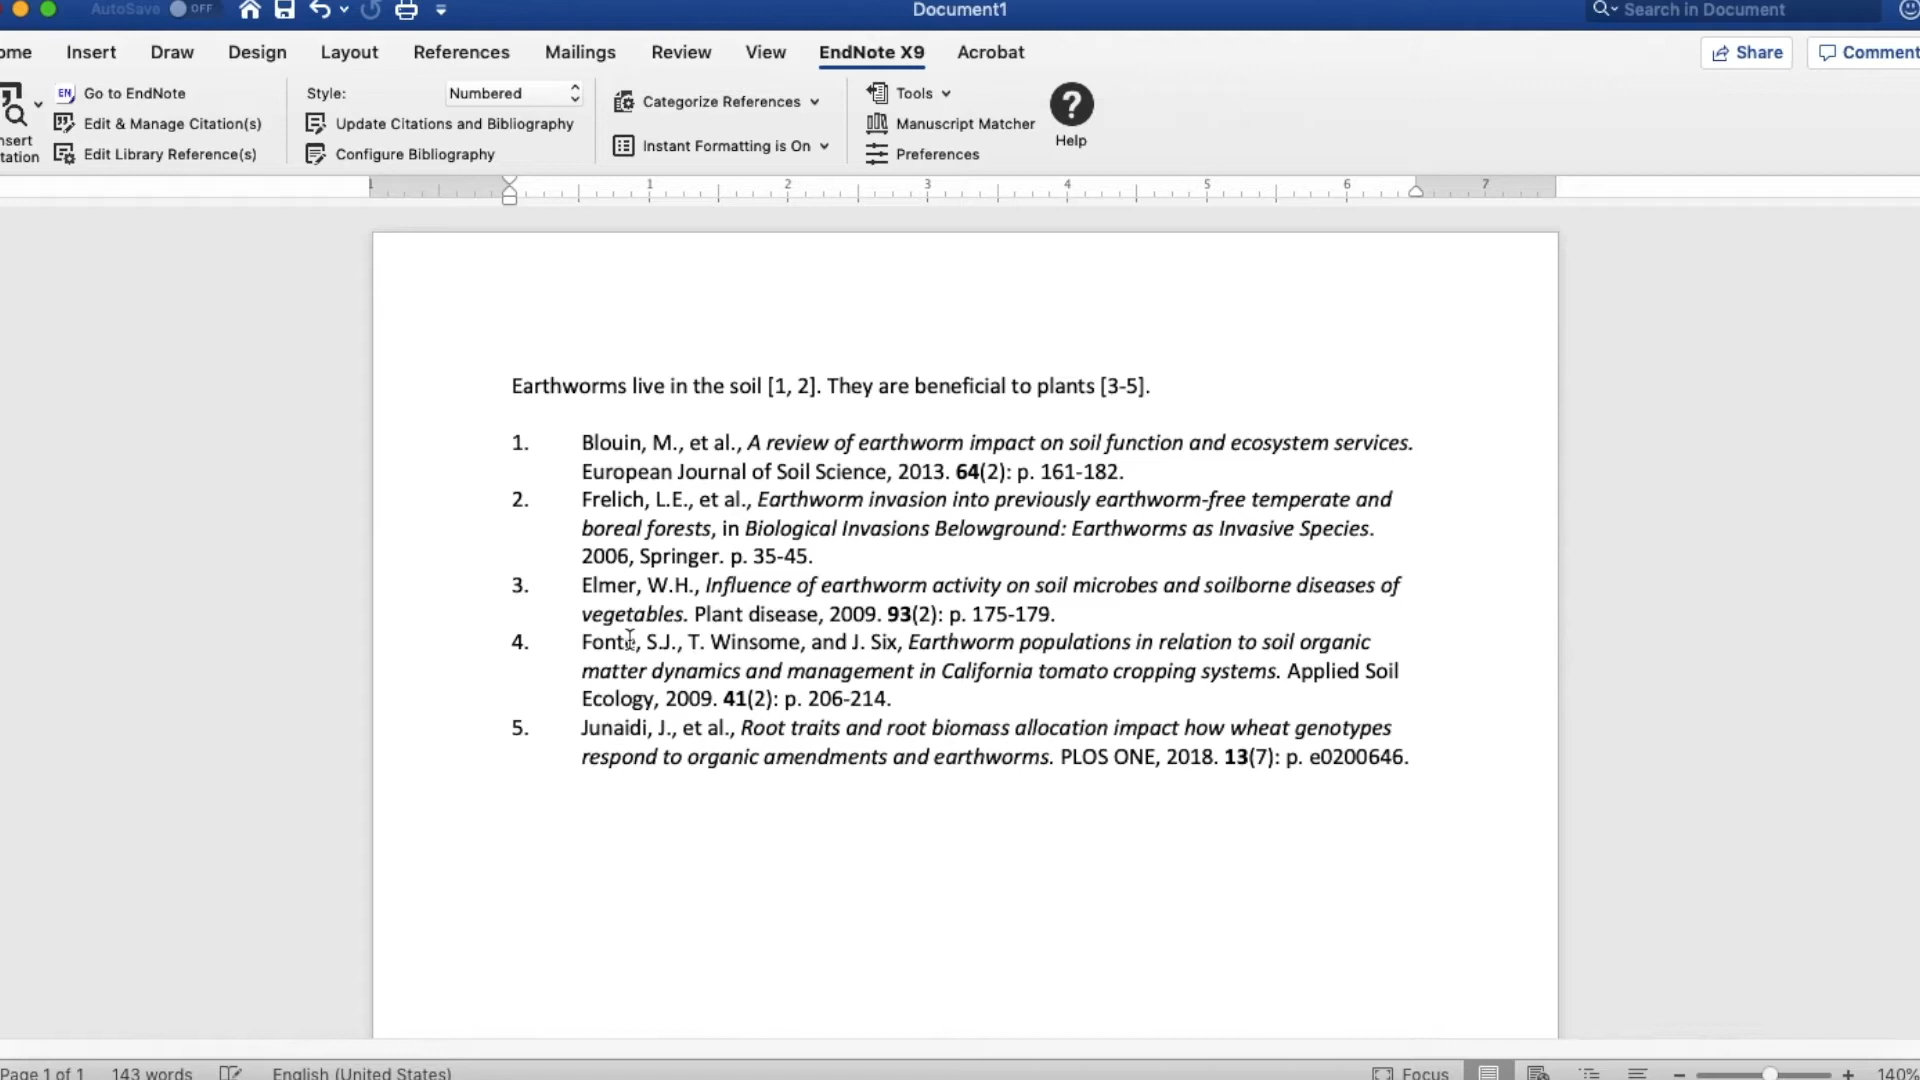 AutoSave OFF
Document1
Search in Document
ome Insert Draw Design Layout References Mailings Review View EndNote X9 Acrobat Share Comment
EN Go to EndNote
Edit & Manage Citation(s)
nsert
tation
Edit Library Reference(s)
Style: Numbered
Update Citations and Bibliography
Configure Bibliography
Categorize References
Instant Formatting is On
Tools
Manuscript Matcher
Preferences
?
Help
1 1 2 3 4 5 6 7
Earthworms live in the soil [1, 2]. They are beneficial to plants [3-5].
1. Blouin, M., et al., A review of earthworm impact on soil function and ecosystem services.
European Journal of Soil Science, 2013. 64(2): p. 161-182.
2. Frelich, L.E., et al., Earthworm invasion into previously earthworm-free temperate and
boreal forests, in Biological Invasions Belowground: Earthworms as Invasive Species.
2006, Springer. p. 35-45.
3. Elmer, W.H., Influence of earthworm activity on soil microbes and soilborne diseases of
vegetables. Plant disease, 2009. 93(2): p. 175-179.
4. Fonte, S.J., T. Winsome, and J. Six, Earthworm populations in relation to soil organic
matter dynamics and management in California tomato cropping systems. Applied Soil
Ecology, 2009. 41(2): p. 206-214.
5. Junaidi, J., et al., Root traits and root biomass allocation impact how wheat genotypes
respond to organic amendments and earthworms. PLOS ONE, 2018. 13(7): p. e0200646.
Page 1 of 1 143 words English (United States) Focus 140%